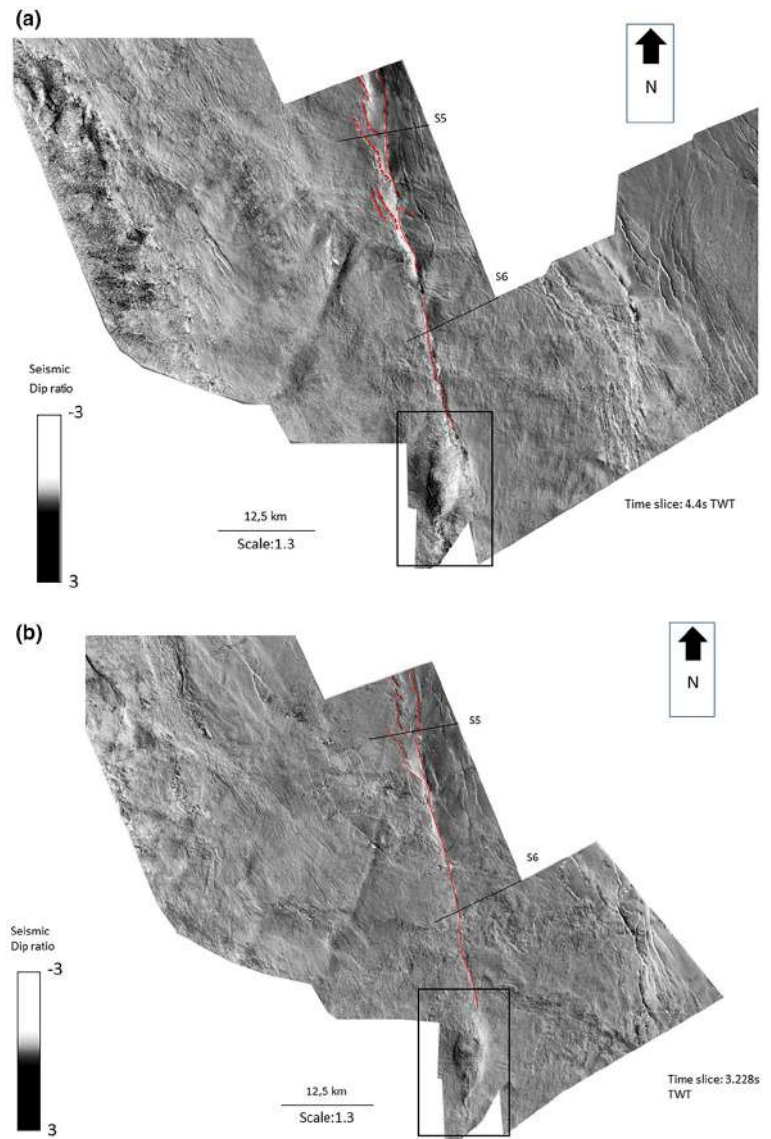 (a)
N
S5
S6
Seismic
Dip ratio
-3
3
12,5 km
Scale:1.3
Time slice: 4.4s TWT
(b)
N
S5
S6
Seismic
Dip ratio
-3
3
12,5 km
Scale:1.3
Time slice: 3.228s
TWT